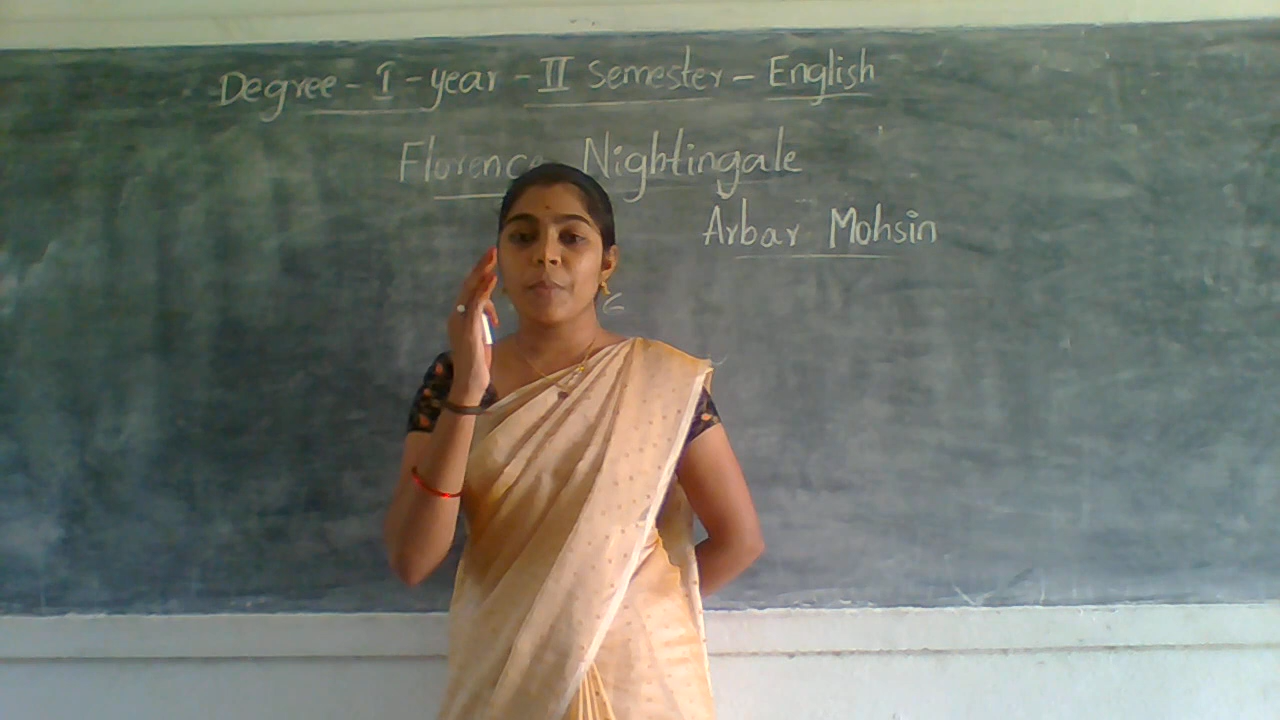 Degree - I - year - II Semester - English
Florence Nightingale
Arbar Mohsin